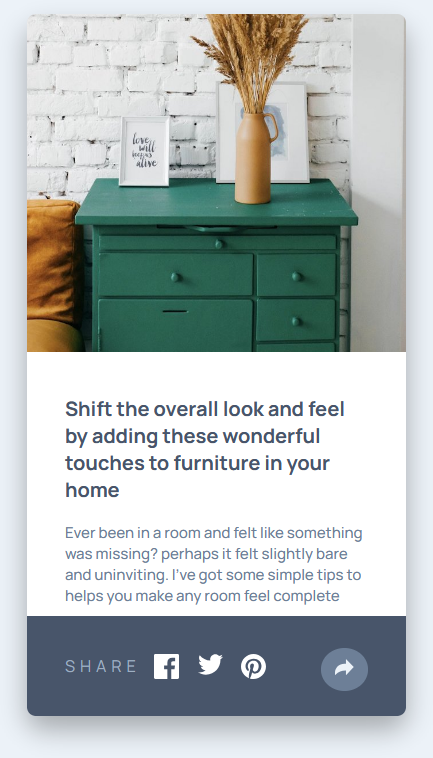 love
will
keep us
alive
Shift the overall look and feel
by adding these wonderful
touches to furniture in your
home
Ever been in a room and felt like something
was missing? perhaps it felt slightly bare
and uninviting. I've got some simple tips to
helps you make any room feel complete
SHARE